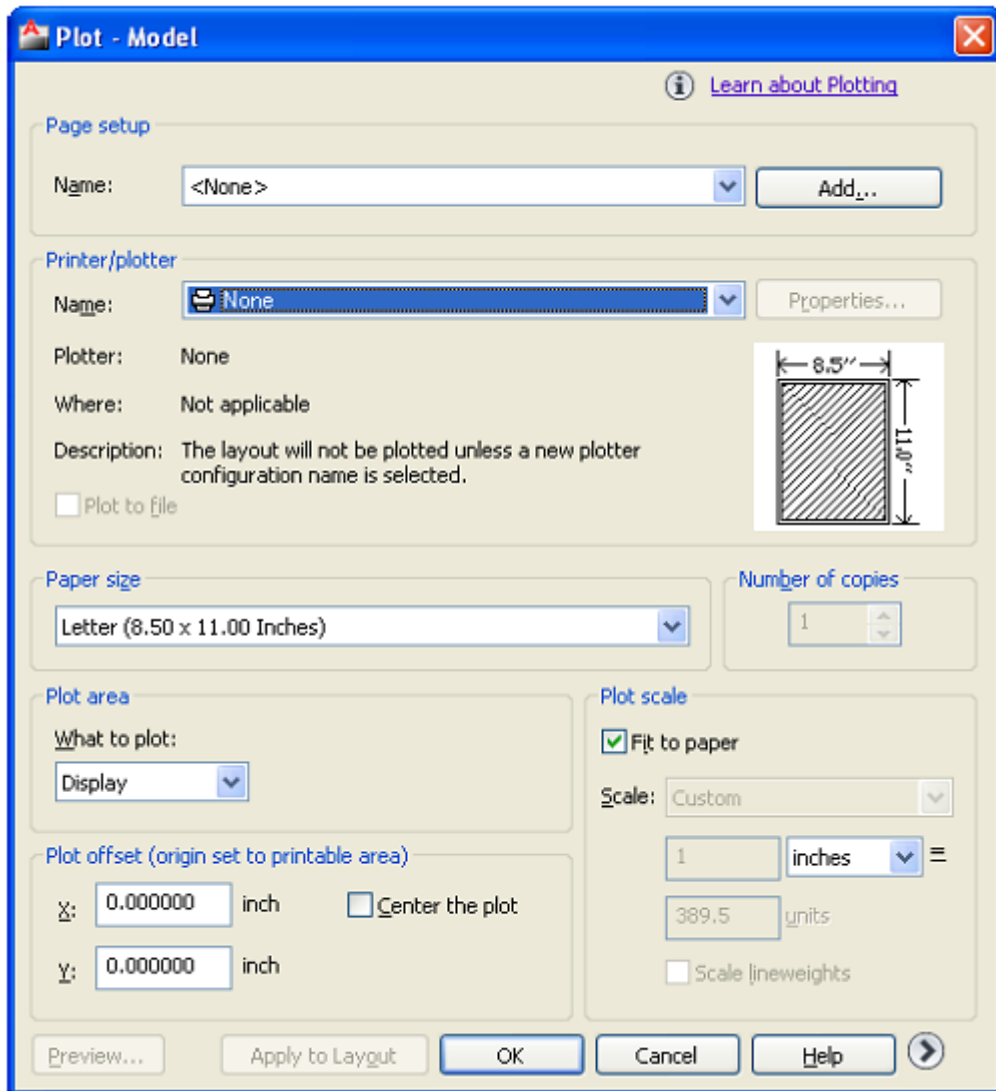 Plot - Model
Learn about Plotting
Page setup
Name: <None> Add...
Printer/plotter
Name: None Properties...
Plotter: None
Where: Not applicable
Description: The layout will not be plotted unless a new plotter
configuration name is selected.
Plot to file
8.5″
11.0″
Paper size
Letter (8.50 x 11.00 Inches)
Number of copies
1
Plot area
What to plot:
Display
Plot scale
Fit to paper
Scale: Custom
1 inches =
389.5 units
Scale lineweights
Plot offset (origin set to printable area)
X: 0.000000 inch Center the plot
Y: 0.000000 inch
Preview... Apply to Layout OK Cancel Help